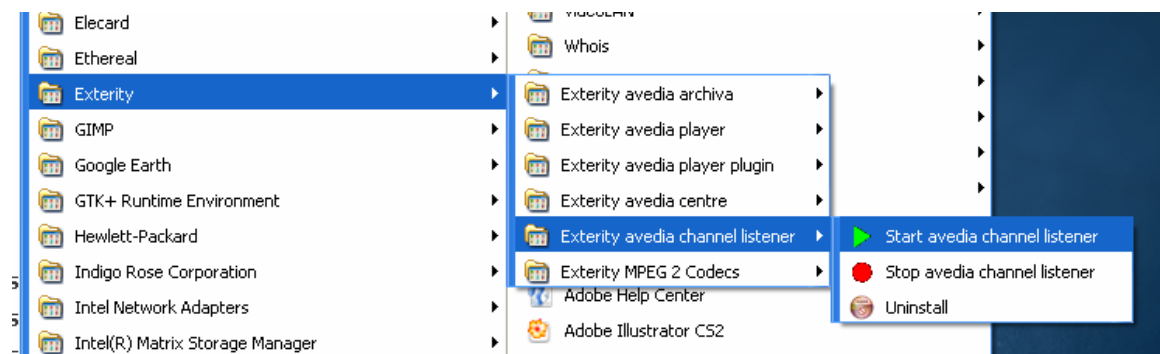 Elecard
Ethereal
Exterity
GIMP
Google Earth
GTK+ Runtime Environment
Hewlett-Packard
Indigo Rose Corporation
Intel Network Adapters
Intel(R) Matrix Storage Manager
VideoLAN
Whois
Exterity avedia archiva
Exterity avedia player
Exterity avedia player plugin
Exterity avedia centre
Exterity avedia channel listener
Exterity MPEG 2 Codecs
Adobe Help Center
Adobe Illustrator CS2
Start avedia channel listener
Stop avedia channel listener
Uninstall